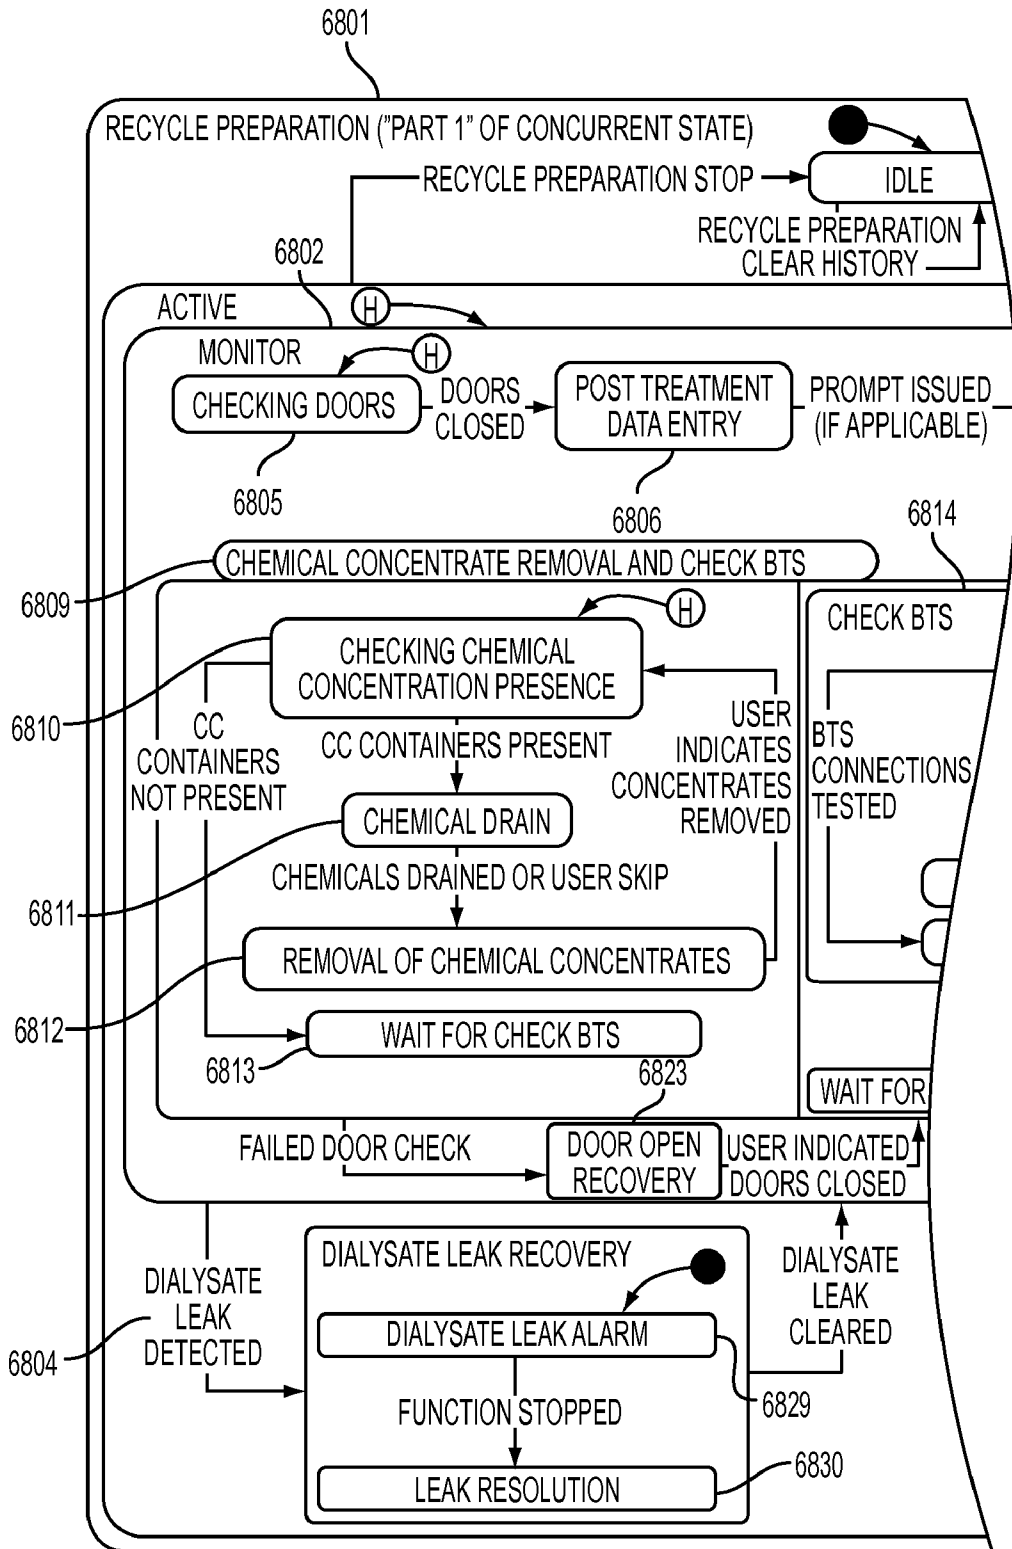 6801
RECYCLE PREPARATION ("PART 1" OF CONCURRENT STATE)
IDLE
RECYCLE PREPARATION STOP
RECYCLE PREPARATION
CLEAR HISTORY
6802
ACTIVE
H
MONITOR
H
CHECKING DOORS
DOORS
CLOSED
POST TREATMENT
DATA ENTRY
PROMPT ISSUED
(IF APPLICABLE)
6805
6806
6814
CHEMICAL CONCENTRATE REMOVAL AND CHECK BTS
6809
H
CHECK BTS
CHECKING CHEMICAL
CONCENTRATION PRESENCE
6810
CC
CONTAINERS
NOT PRESENT
CC CONTAINERS PRESENT
USER
INDICATES
CONCENTRATES
REMOVED
BTS
CONNECTIONS
TESTED
CHEMICAL DRAIN
6811
CHEMICALS DRAINED OR USER SKIP
REMOVAL OF CHEMICAL CONCENTRATES
6812
WAIT FOR CHECK BTS
6813
6823
WAIT FOR
FAILED DOOR CHECK
DOOR OPEN
RECOVERY
USER INDICATED
DOORS CLOSED
DIALYSATE LEAK RECOVERY
DIALYSATE
LEAK
DETECTED
6804
DIALYSATE LEAK ALARM
DIALYSATE
LEAK
CLEARED
6829
FUNCTION STOPPED
6830
LEAK RESOLUTION